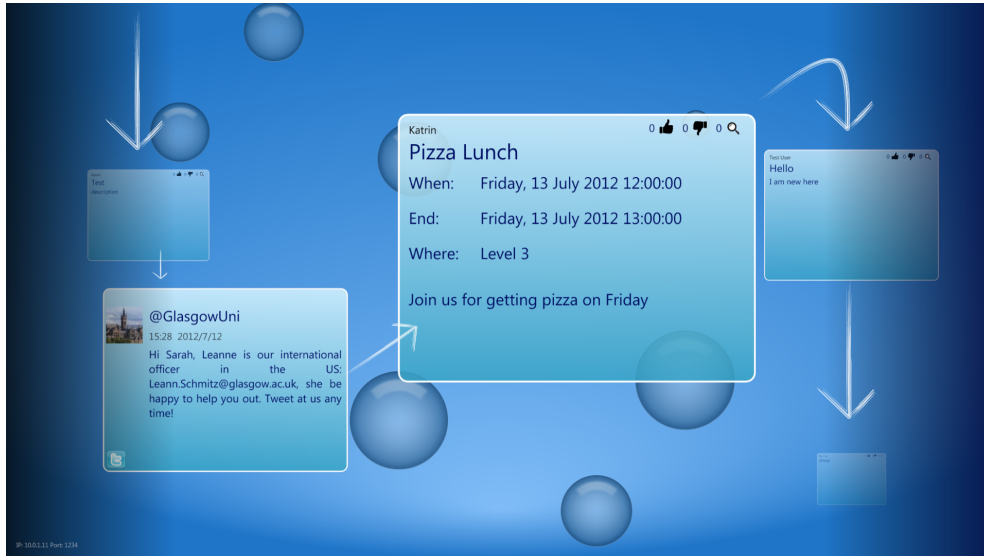 0 0 0
Test
description
@GlasgowUni
15:28 2012/7/12
Hi Sarah, Leanne is our international
officer in the US:
Leann.Schmitz@glasgow.ac.uk, she be
happy to help you out. Tweet at us any
time!
Katrin
0 0 0
Pizza Lunch
When: Friday, 13 July 2012 12:00:00
End: Friday, 13 July 2012 13:00:00
Where: Level 3
Join us for getting pizza on Friday
Test User
0 0 0
Hello
I am new here
IP: 10.0.1.11 Port: 1234